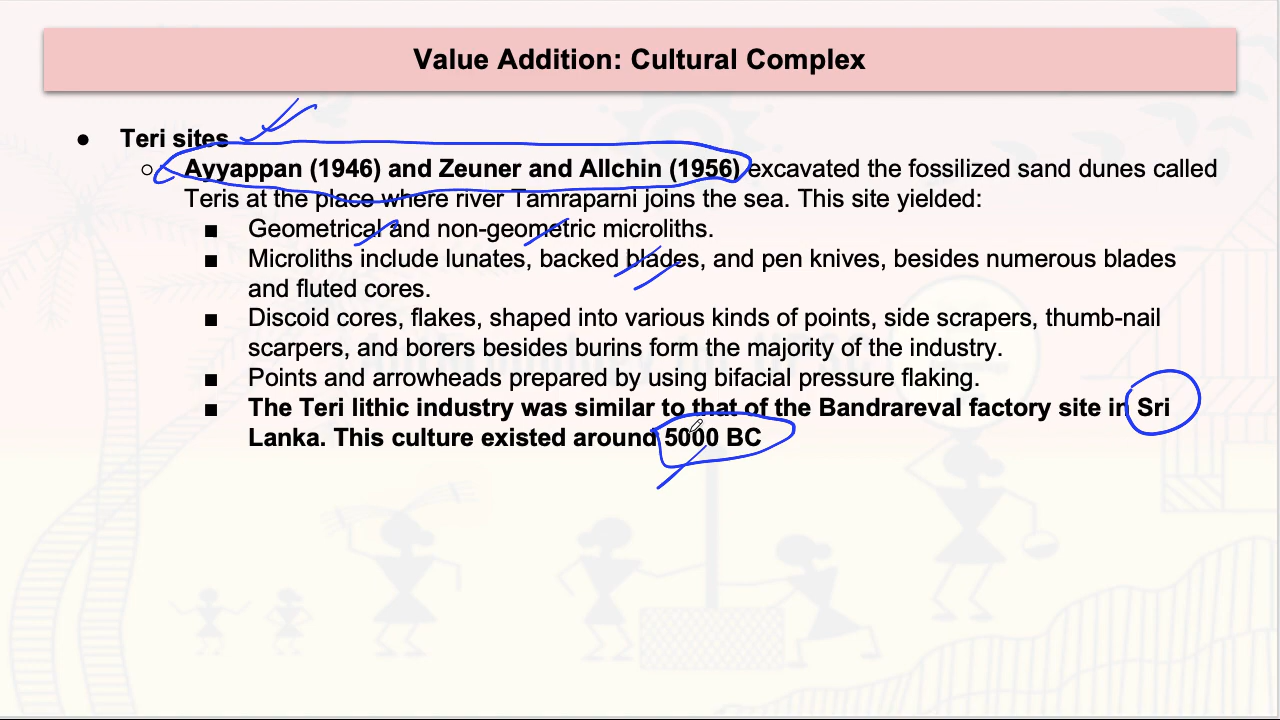 Value Addition: Cultural Complex
● Teri sites
○ Ayyappan (1946) and Zeuner and Allchin (1956) excavated the fossilized sand dunes called
Teris at the place where river Tamraparni joins the sea. This site yielded:
■ Geometrical and non-geometric microliths.
■ Microliths include lunates, backed blades, and pen knives, besides numerous blades
and fluted cores.
■ Discoid cores, flakes, shaped into various kinds of points, side scrapers, thumb-nail
scarpers, and borers besides burins form the majority of the industry.
■ Points and arrowheads prepared by using bifacial pressure flaking.
■ The Teri lithic industry was similar to that of the Bandrareval factory site in Sri
Lanka. This culture existed around 5000 BC